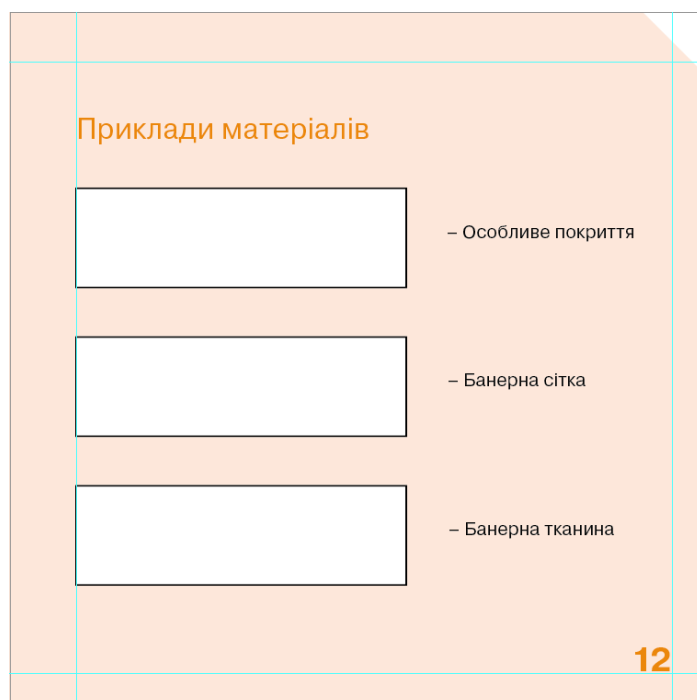 Приклади матеріалів
– Особливе покриття
– Банерна сітка
– Банерна тканина
12